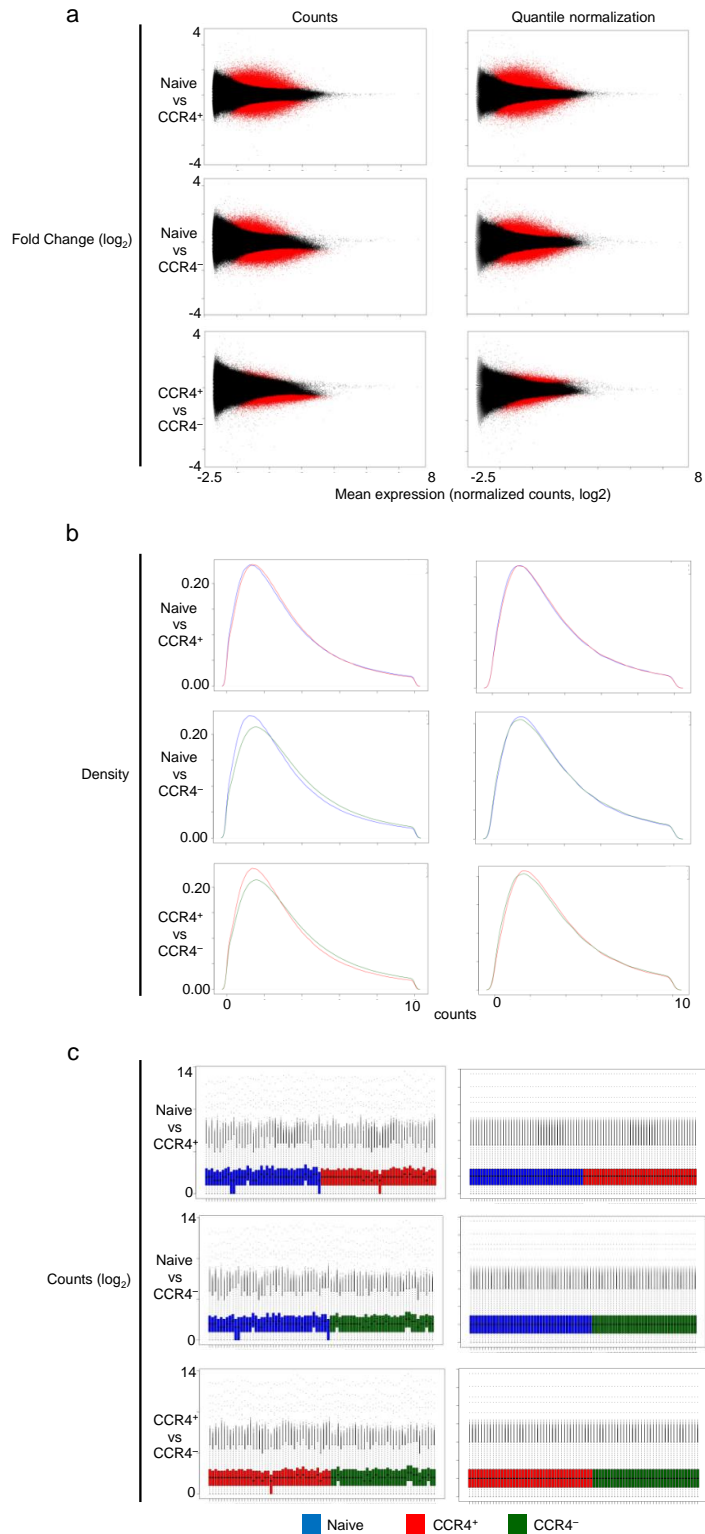 a
Counts
Quantile normalization
Fold Change (log2)
4
Naive
vs
CCR4+
-4
4
Naive
vs
CCR4−
-4
4
CCR4+
vs
CCR4−
-4
-2.5
8
-2.5
8
Mean expression (normalized counts, log2)
b
Density
0.20
Naive
vs
CCR4+
0.00
0.20
Naive
vs
CCR4−
0.00
0.20
CCR4+
vs
CCR4−
0.00
0
10
0
10
counts
c
Counts (log2)
14
Naive
vs
CCR4+
0
14
Naive
vs
CCR4−
0
14
CCR4+
vs
CCR4−
0
Naive
CCR4+
CCR4−